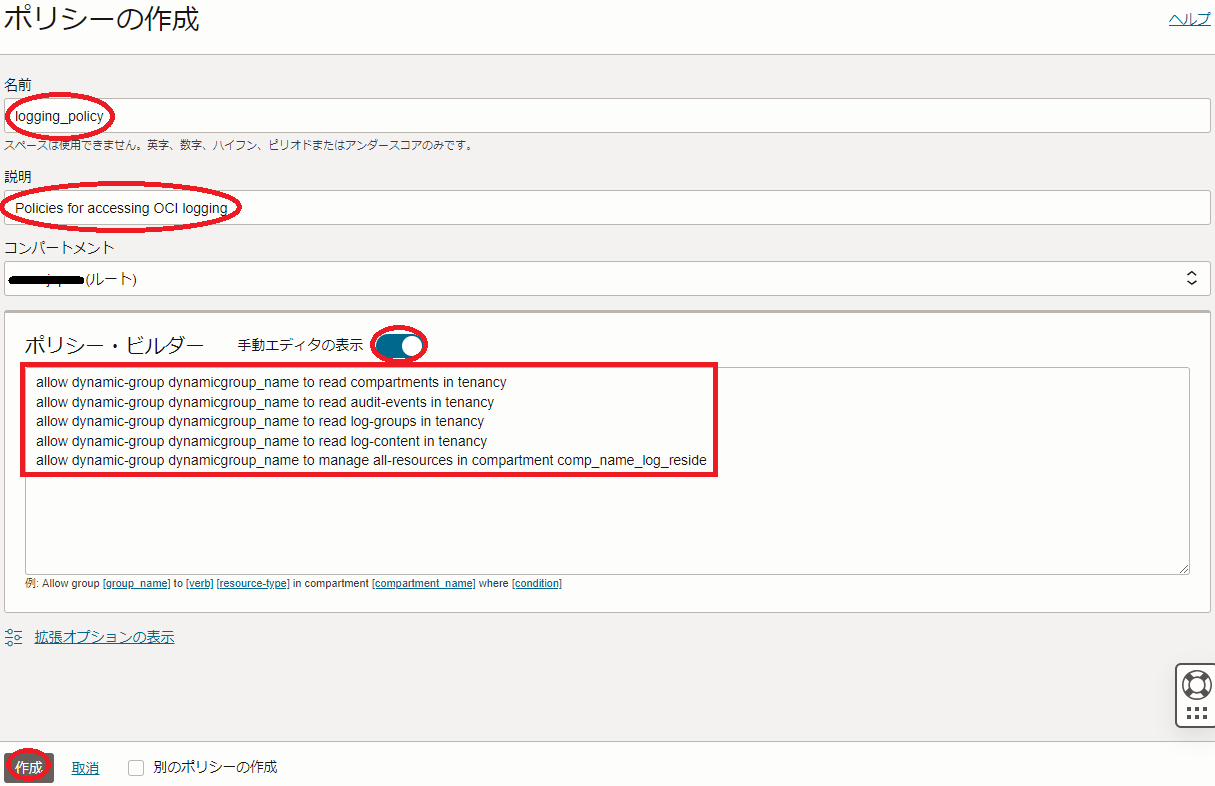 ポリシーの作成
ヘルプ
名前
logging_policy
スペースは使用できません。英字、数字、ハイフン、ピリオドまたはアンダースコアのみです。
説明
Policies for accessing OCI logging
コンパートメント
(ルート)
ポリシー・ビルダー 手動エディタの表示
allow dynamic-group dynamicgroup_name to read compartments in tenancy
allow dynamic-group dynamicgroup_name to read audit-events in tenancy
allow dynamic-group dynamicgroup_name to read log-groups in tenancy
allow dynamic-group dynamicgroup_name to read log-content in tenancy
allow dynamic-group dynamicgroup_name to manage all-resources in compartment comp_name_log_reside
例: Allow group [group_name] to [verb] [resource-type] in compartment [compartment_name] where [condition]
拡張オプションの表示
作成 取消 別のポリシーの作成